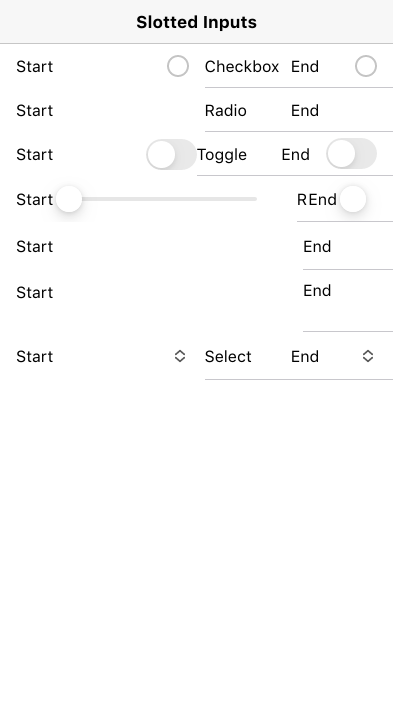 Slotted Inputs
Start Checkbox End
Start Radio End
Start Toggle End
Start R End
Start End
Start End
Start Select End